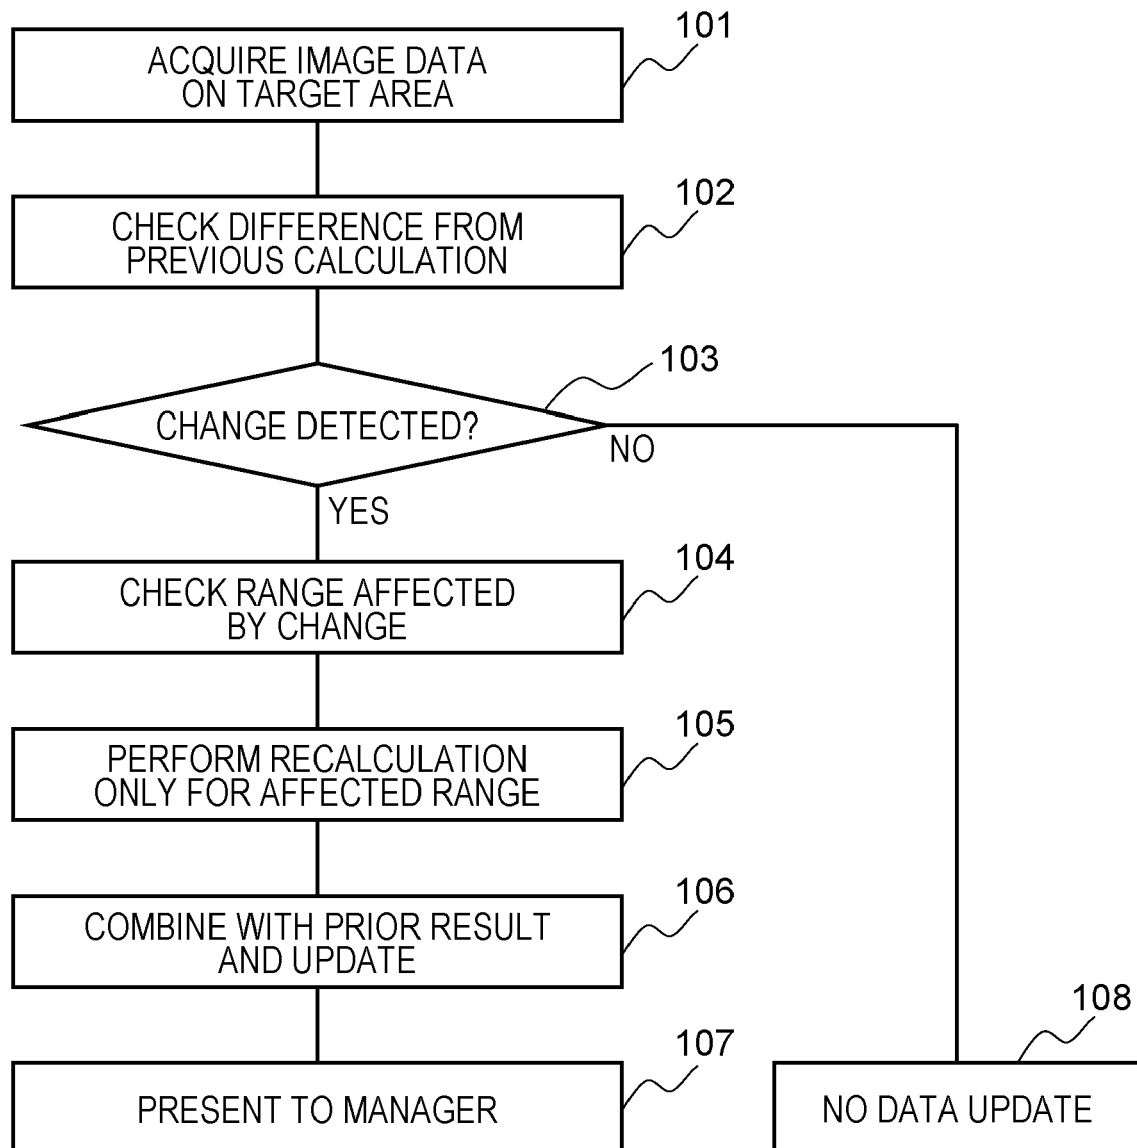 101
ACQUIRE IMAGE DATA
ON TARGET AREA
102
CHECK DIFFERENCE FROM
PREVIOUS CALCULATION
103
CHANGE DETECTED?
NO
YES
104
CHECK RANGE AFFECTED
BY CHANGE
105
PERFORM RECALCULATION
ONLY FOR AFFECTED RANGE
106
COMBINE WITH PRIOR RESULT
AND UPDATE
107
PRESENT TO MANAGER
108
NO DATA UPDATE